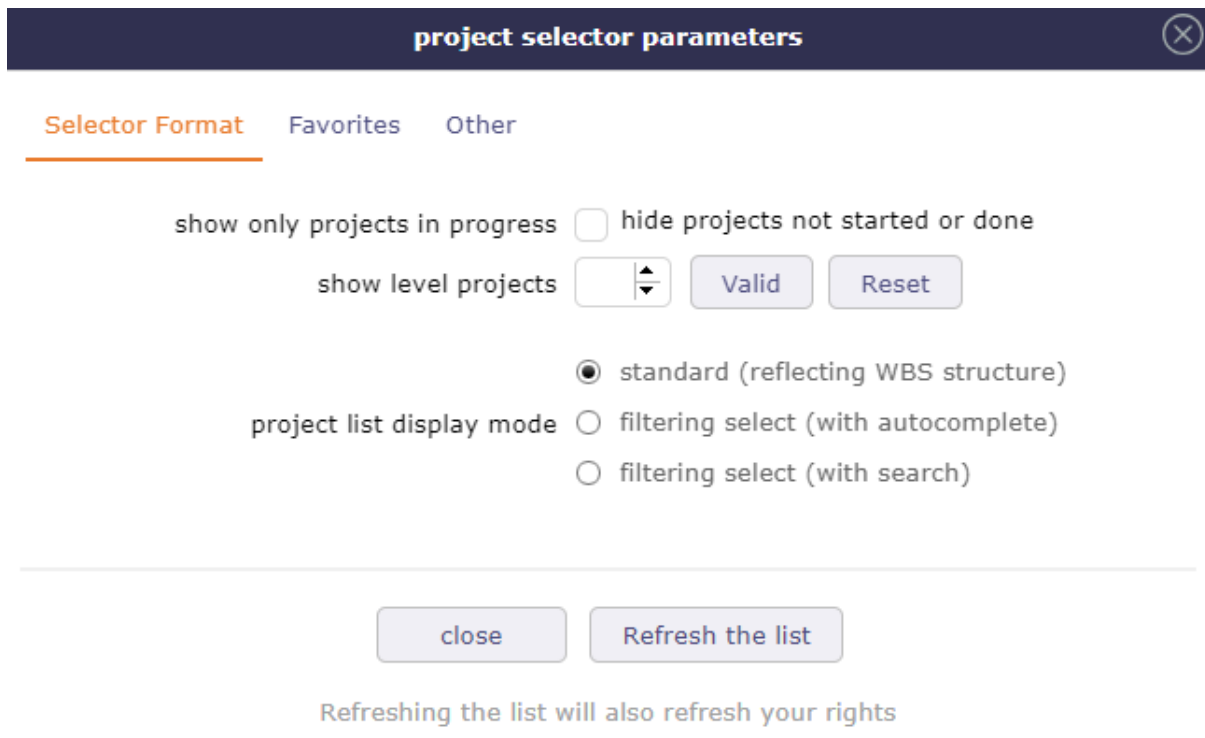 project selector parameters
Selector Format Favorites Other
show only projects in progress hide projects not started or done
show level projects Valid Reset
standard (reflecting WBS structure)
project list display mode filtering select (with autocomplete)
filtering select (with search)
close Refresh the list
Refreshing the list will also refresh your rights